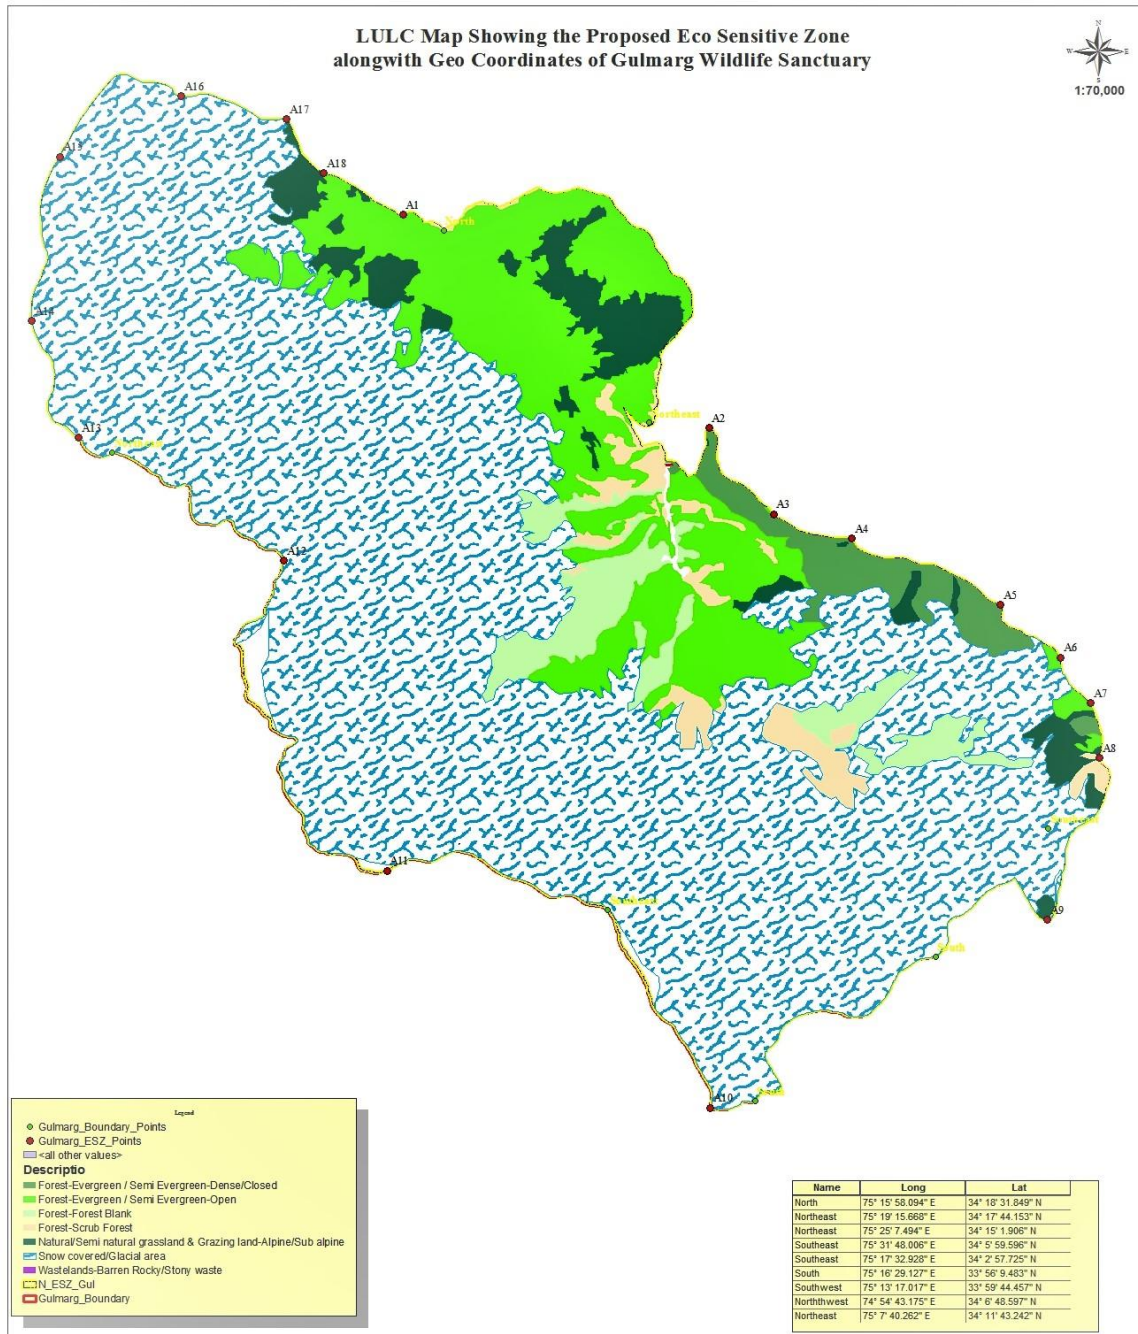 LULC Map Showing the Proposed Eco Sensitive Zone
alongwith Geo Coordinates of Gulmarg Wildlife Sanctuary
N
W E
S
1:70,000
A16
A17
A15
A18
A1
North
A14
Northeast
A2
A13
A3
A4
A12
A5
A6
A7
A8
A11
A9
South
A10
Legend
Gulmarg_Boundary_Points
Gulmarg_ESZ_Points
<all other values>
Descriptio
Forest-Evergreen / Semi Evergreen-Dense/Closed
Forest-Evergreen / Semi Evergreen-Open
Forest-Forest Blank
Forest-Scrub Forest
Natural/Semi natural grassland & Grazing land-Alpine/Sub alpine
Snow covered/Glacial area
Wastelands-Barren Rocky/Stony waste
N_ESZ_Gul
Gulmarg_Boundary
Name Long Lat
North 75° 15' 58.094" E 34° 18' 31.849" N
Northeast 75° 19' 15.668" E 34° 17' 44.153" N
Northeast 75° 25' 7.494" E 34° 15' 1.906" N
Southeast 75° 31' 48.006" E 34° 5' 59.596" N
Southeast 75° 17' 32.928" E 34° 2' 57.725" N
South 75° 16' 29.127" E 33° 56' 9.483" N
Southwest 75° 13' 17.017" E 33° 59' 44.457" N
Norththwest 74° 54' 43.175" E 34° 6' 48.597" N
Northeast 75° 7' 40.262" E 34° 11' 43.242" N